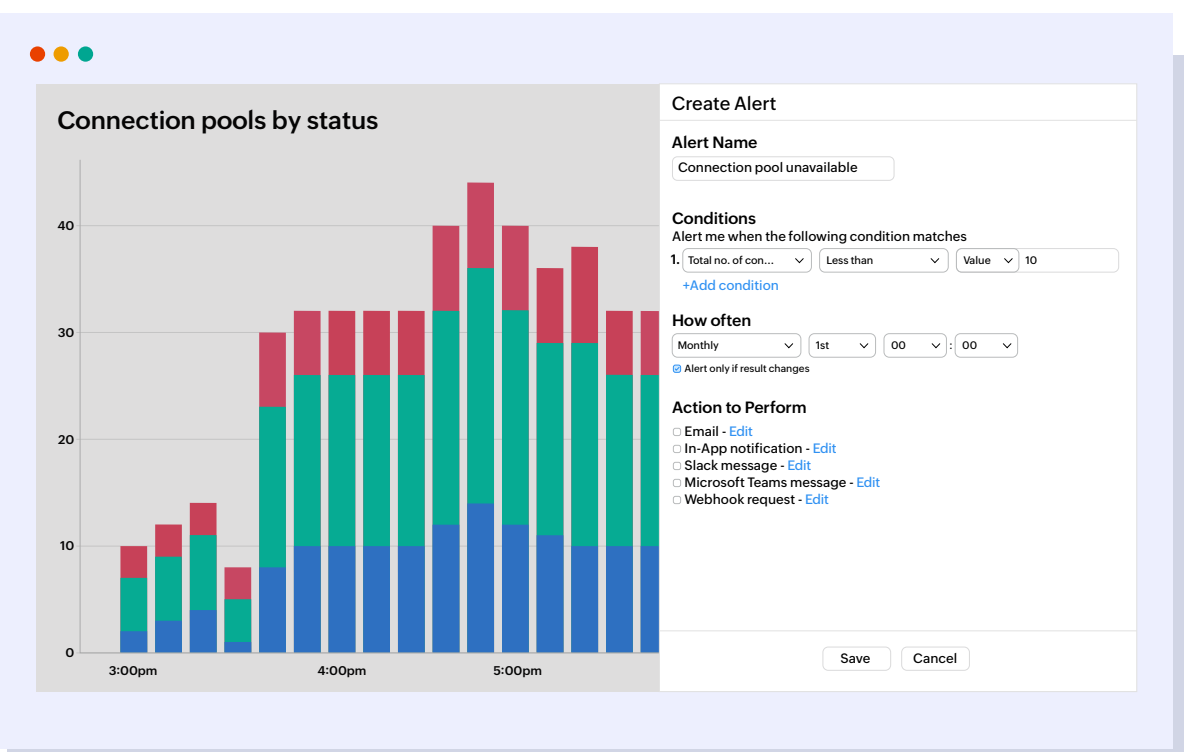 Connection pools by status
40
30
20
10
0
3:00pm 4:00pm 5:00pm
Create Alert
Alert Name
Connection pool unavailable
Conditions
Alert me when the following condition matches
1. Total no. of con... Less than Value 10
+Add condition
How often
Monthly 1st 00 : 00
Alert only if result changes
Action to Perform
Email - Edit
In-App notification - Edit
Slack message - Edit
Microsoft Teams message - Edit
Webhook request - Edit
Save Cancel